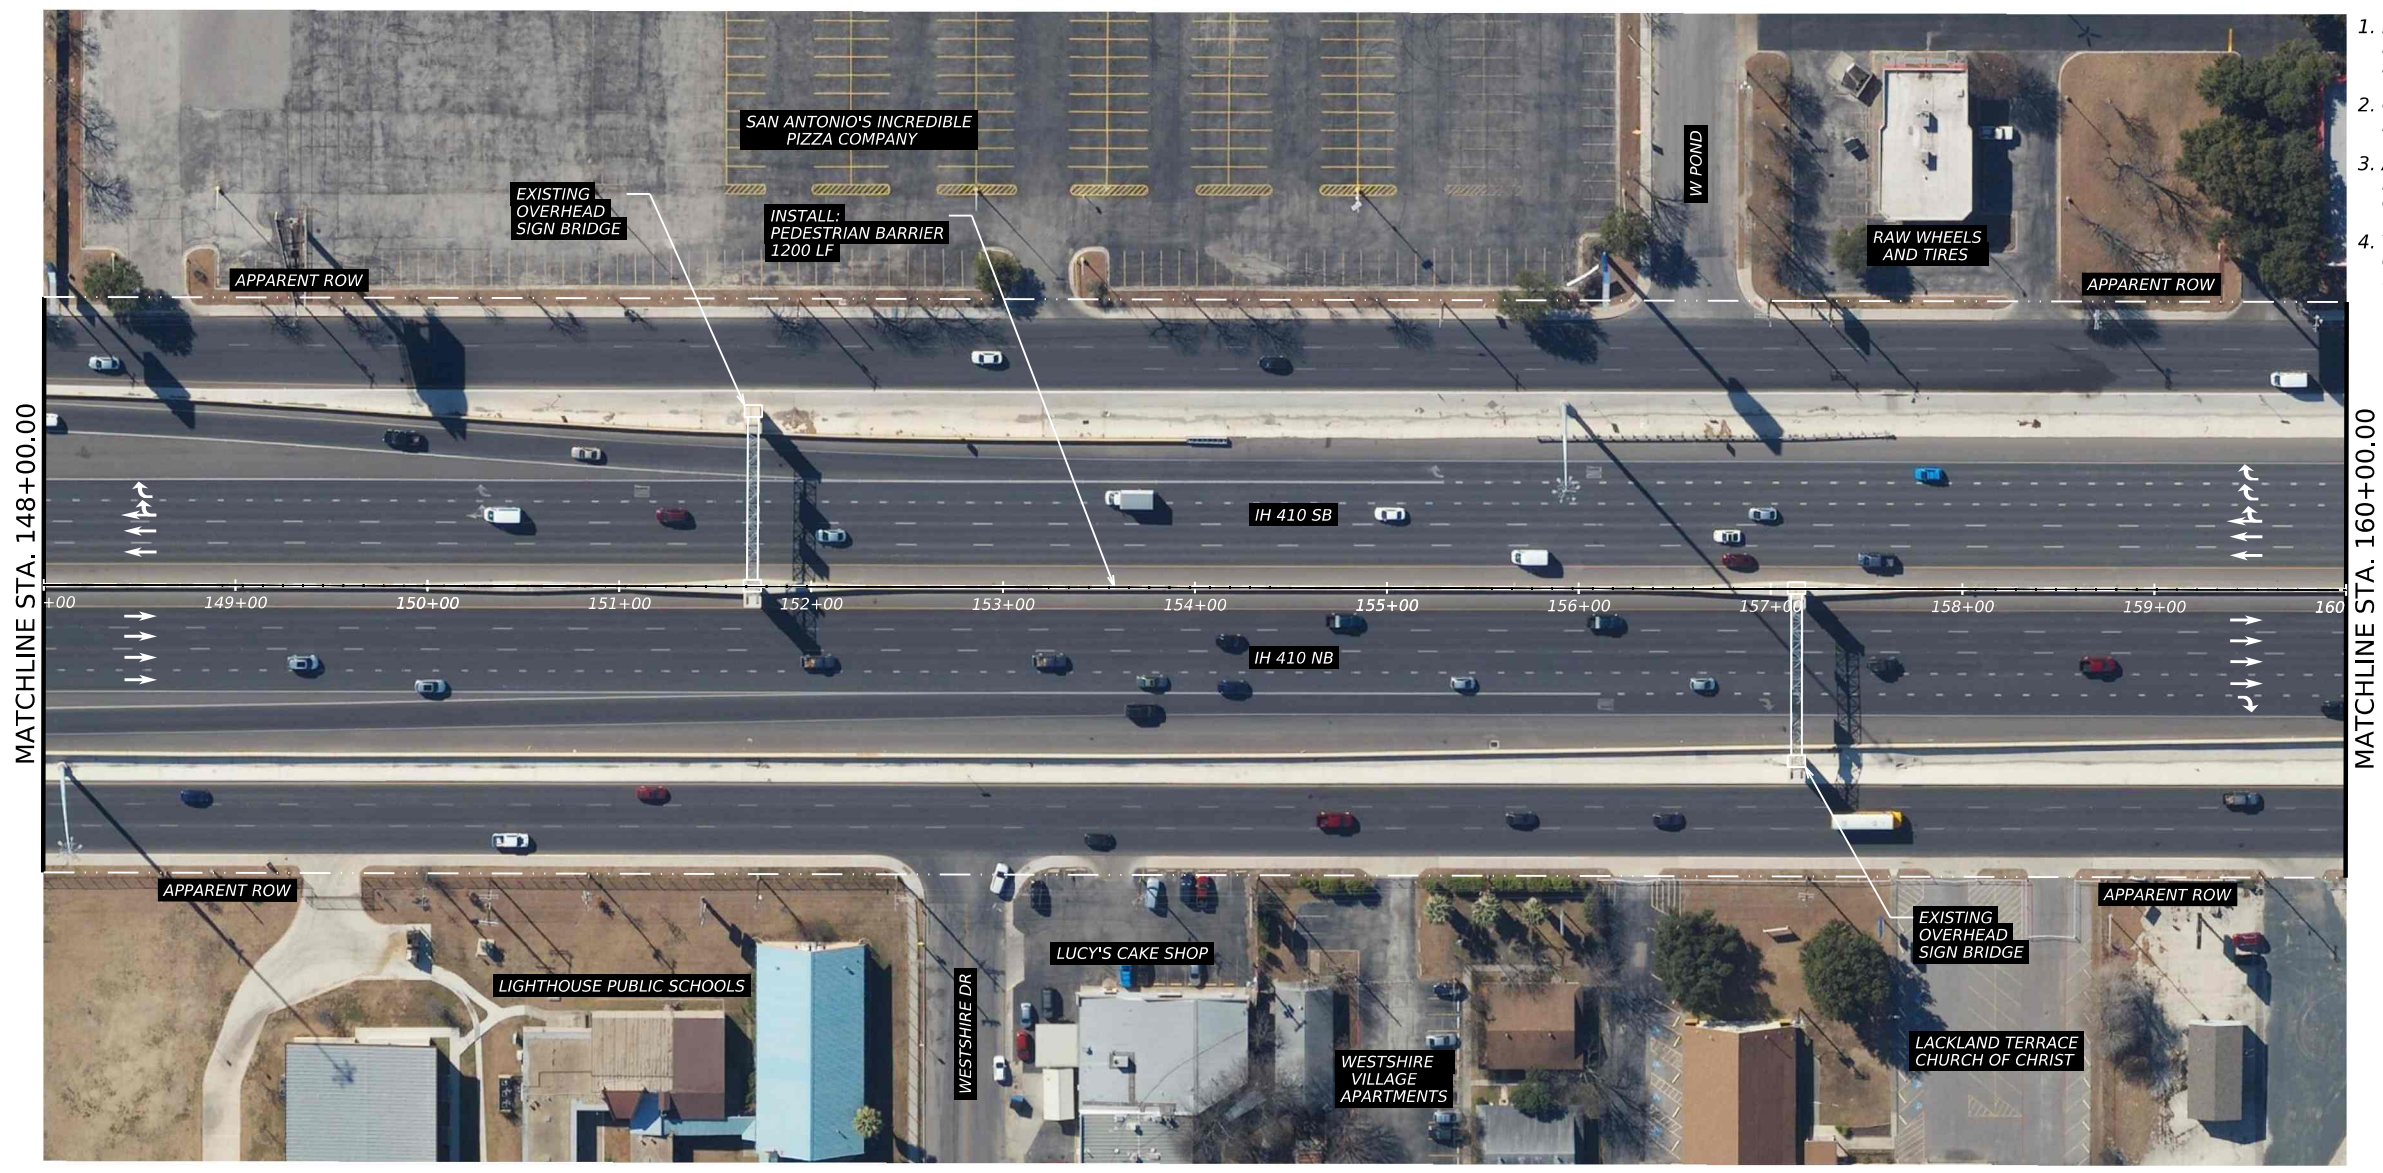 SAN ANTONIO'S INCREDIBLE
PIZZA COMPANY
W POND
1.
2.
3.
4.
EXISTING
OVERHEAD
SIGN BRIDGE
INSTALL:
PEDESTRIAN BARRIER
1200 LF
RAW WHEELS
AND TIRES
APPARENT ROW
APPARENT ROW
MATCHLINE STA. 148+00.00
MATCHLINE STA. 160+00.00
IH 410 SB
+00
149+00
150+00
151+00
152+00
153+00
154+00
155+00
156+00
157+00
158+00
159+00
160
IH 410 NB
APPARENT ROW
APPARENT ROW
EXISTING
OVERHEAD
SIGN BRIDGE
LUCY'S CAKE SHOP
LIGHTHOUSE PUBLIC SCHOOLS
WESTSHIRE DR
WESTSHIRE
VILLAGE
APARTMENTS
LACKLAND TERRACE
CHURCH OF CHRIST